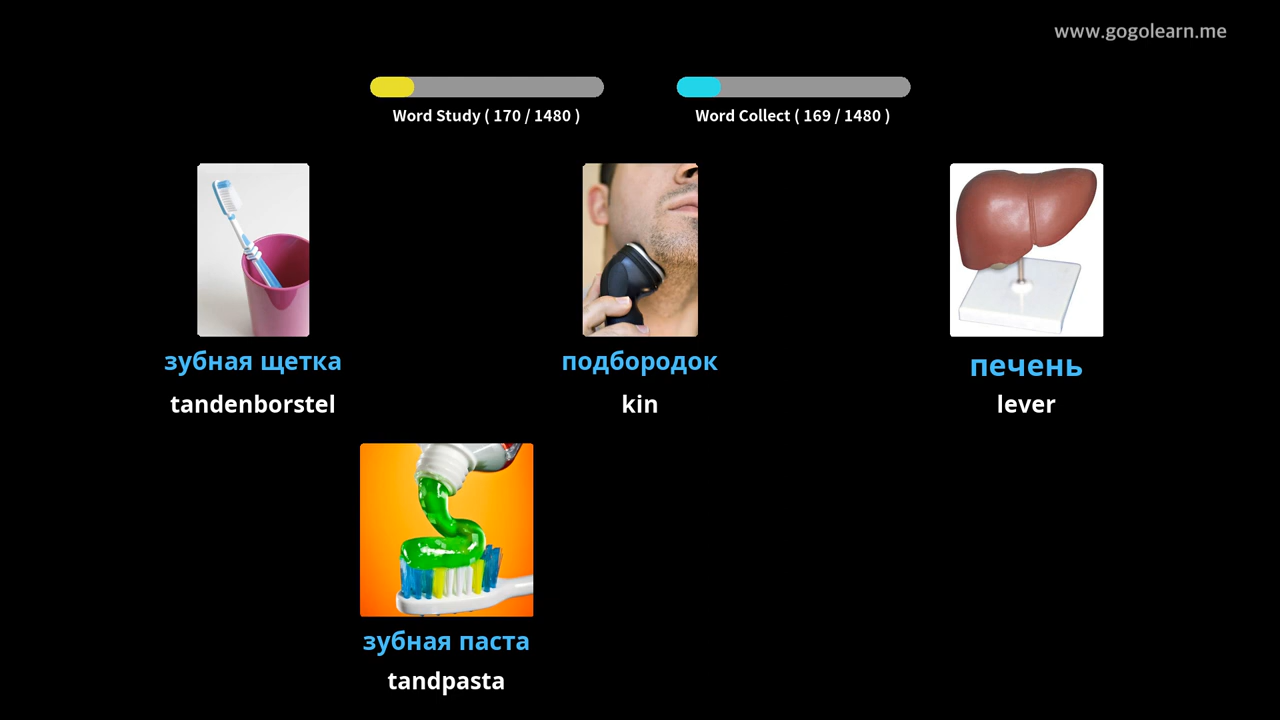 www.gogolearn.me
Word Study ( 170 / 1480 )
Word Collect ( 169 / 1480 )
зубная щетка
tandenborstel
подбородок
kin
печень
lever
зубная паста
tandpasta